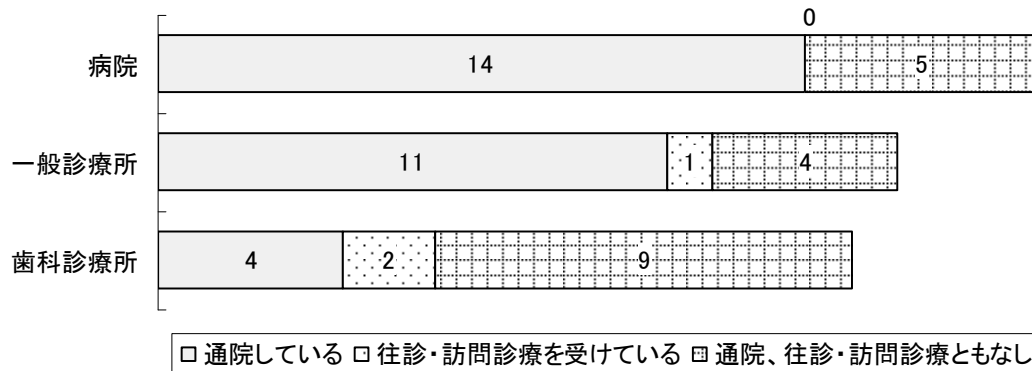 0
病院 14 5
一般診療所 11 1 4
歯科診療所 4 2 9
通院している 往診・訪問診療を受けている 通院、往診・訪問診療ともなし